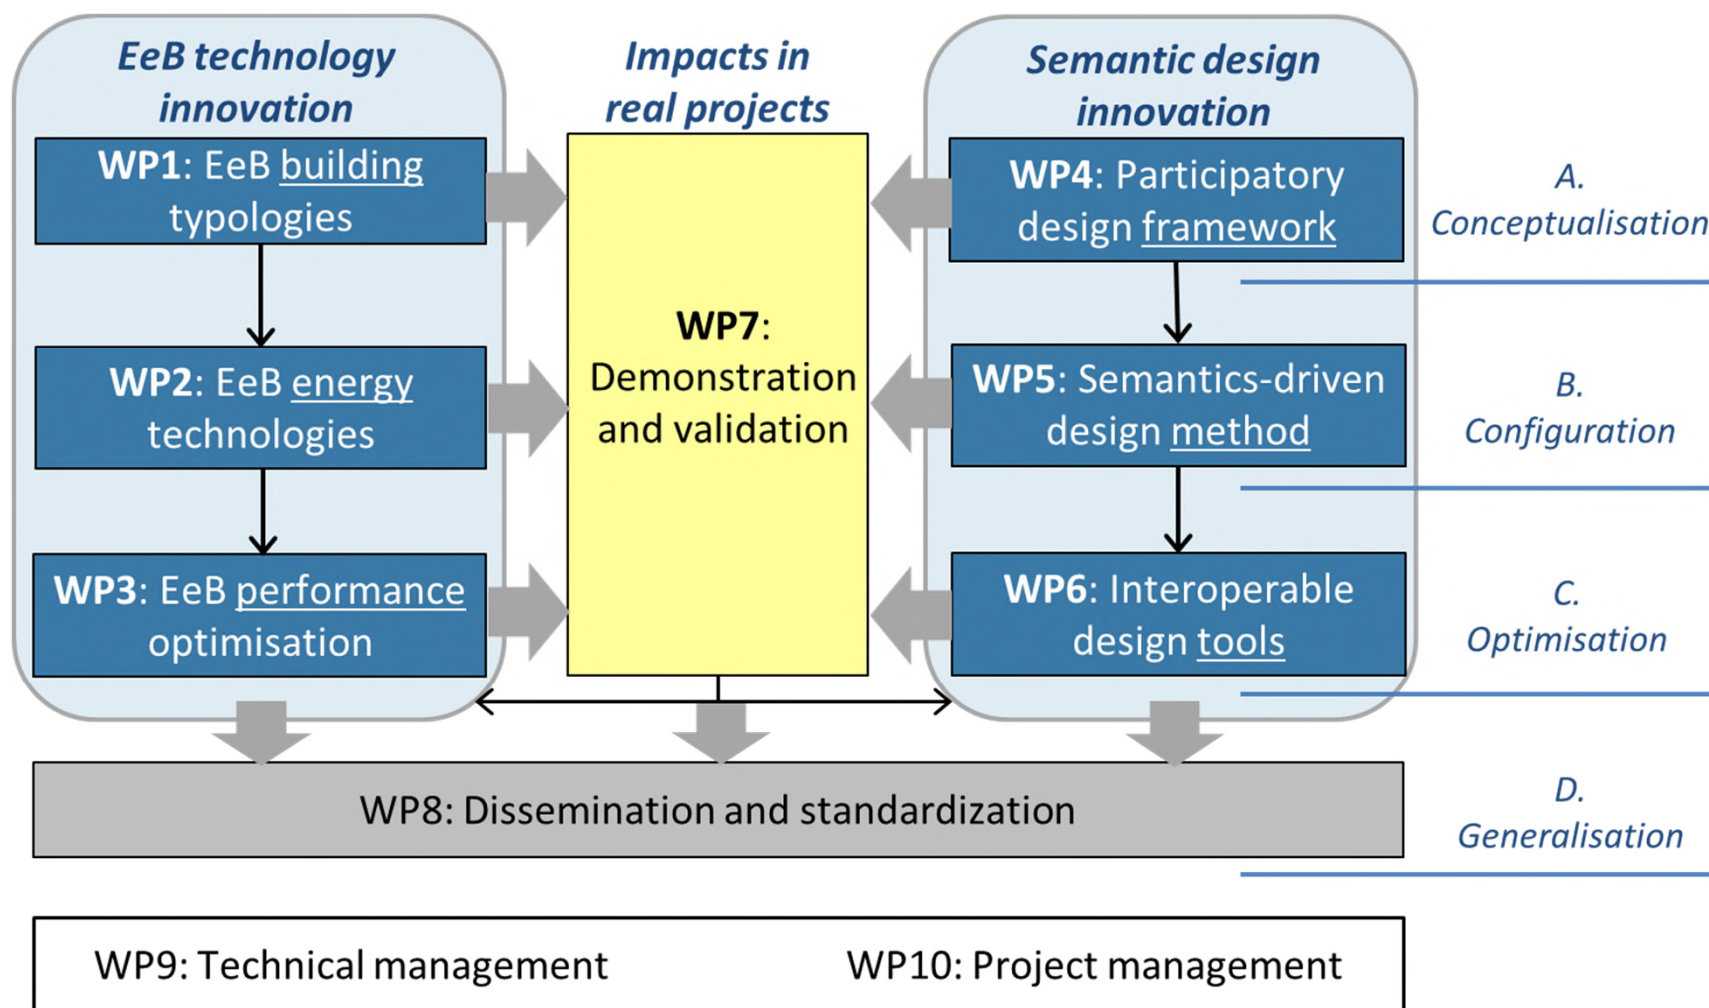 EeB technology
innovation
WP1: EeB building
typologies
WP2: EeB energy
technologies
WP3: EeB performance
optimisation
Impacts in
real projects
WP7:
Demonstration
and validation
Semantic design
innovation
WP4: Participatory
design framework
WP5: Semantics-driven
design method
WP6: Interoperable
design tools
A.
Conceptualisation
B.
Configuration
C.
Optimisation
WP8: Dissemination and standardization
D.
Generalisation
WP9: Technical management
WP10: Project management